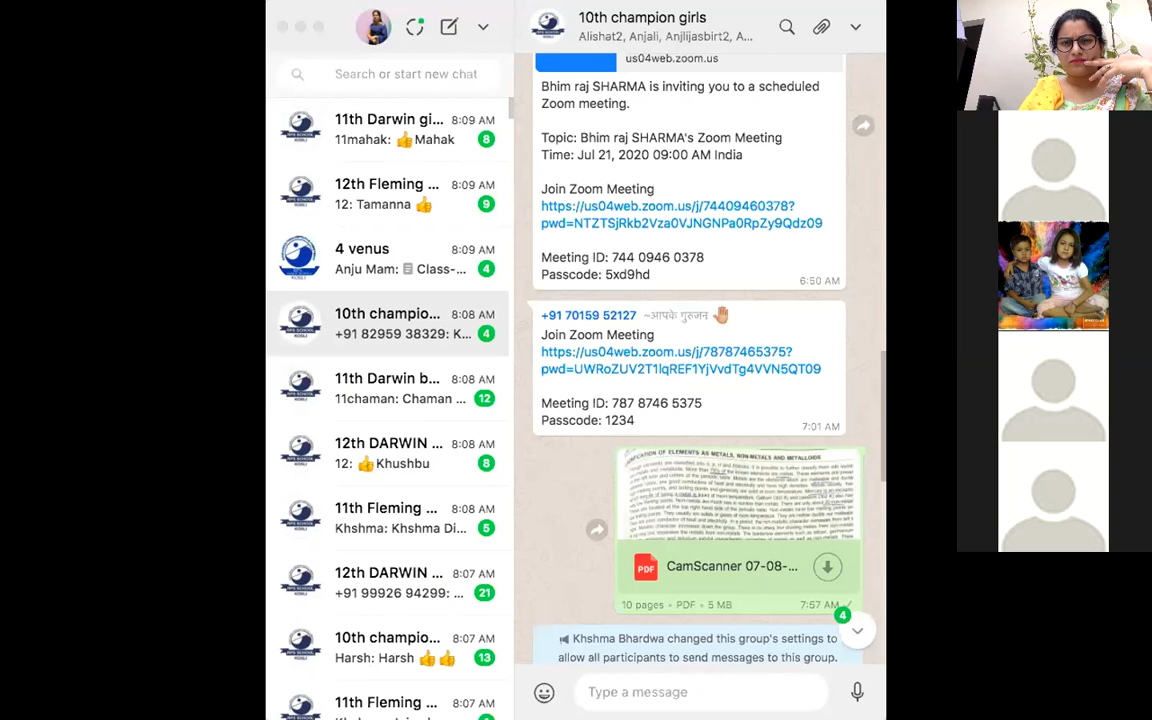 Search or start new chat
11th Darwin gi... 8:09 AM
11mahak: 👍Mahak 8
12th Fleming ... 8:09 AM
12: Tamanna 👍 9
4 venus 8:09 AM
Anju Mam: Class-... 4
10th champio... 8:08 AM
+91 82959 38329: K... 4
11th Darwin b... 8:08 AM
11chaman: Chaman ... 12
12th DARWIN ... 8:08 AM
12: 👍Khushbu 8
11th Fleming ... 8:08 AM
Khshma: Khshma Di... 5
12th DARWIN ... 8:07 AM
+91 99926 94299: ... 21
10th champio... 8:07 AM
Harsh: Harsh 👍👍 13
11th Fleming ... 8:07 AM
10th champion girls
Alishat2, Anjali, Anjlijasbirt2, A...
us04web.zoom.us
Bhim raj SHARMA is inviting you to a scheduled
Zoom meeting.
Topic: Bhim raj SHARMA's Zoom Meeting
Time: Jul 21, 2020 09:00 AM India
Join Zoom Meeting
https://us04web.zoom.us/j/74409460378?
pwd=NTZTSjRkb2Vza0VJNGNPa0RpZy9Qdz09
Meeting ID: 744 0946 0378
Passcode: 5xd9hd
6:50 AM
+91 70159 52127 ~आपके गुरुजन 🤚🏼
Join Zoom Meeting
https://us04web.zoom.us/j/78787465375?
pwd=UWRoZUV2T1lqREF1YjVvdTg4VVN5QT09
Meeting ID: 787 8746 5375
Passcode: 1234
7:01 AM
OF ELEMENTS AS METALS, NON-METALS AND METALLOIDS
PDF CamScanner 07-08-...
10 pages • PDF • 5 MB 7:57 AM
4
Khshma Bhardwa changed this group's settings to
allow all participants to send messages to this group.
Type a message